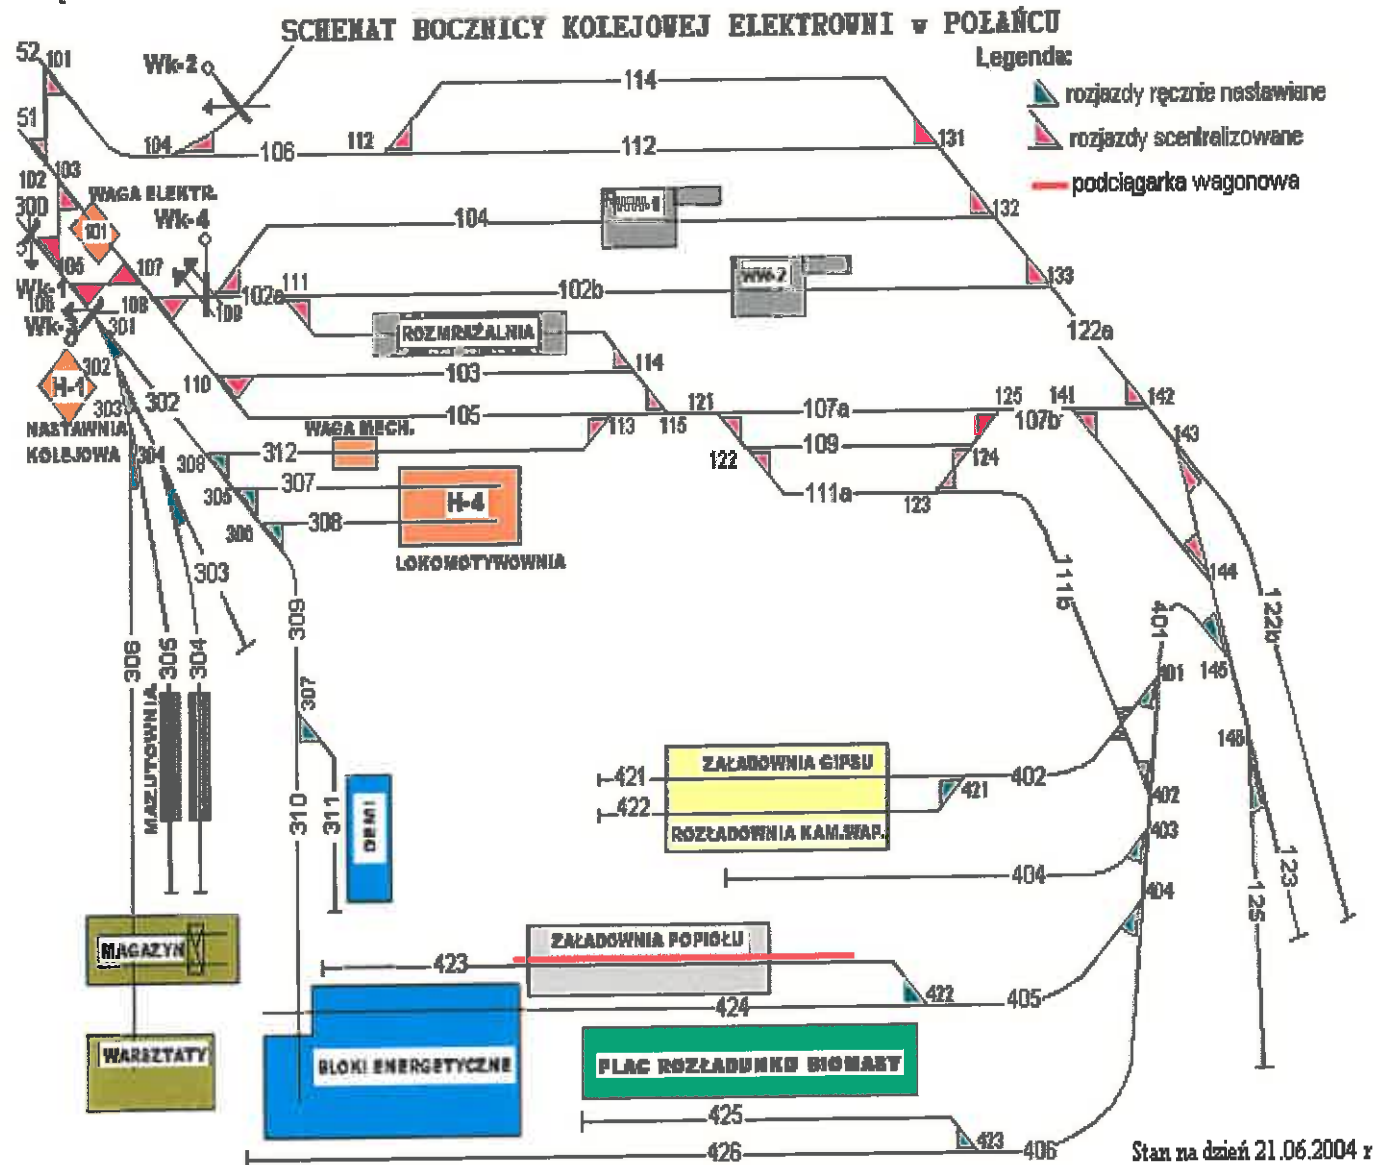 SCHEMAT BOCZNICY KOLEJOWEJ ELEKTROWNI w POŁAŃCU
Legenda:
rozjazdy ręcznie nastawiane
rozjazdy scentralizowane
podciągarka wagonowa
52
101
Wk-2
114
51
104
106
112
112
131
102
103
WAGA ELEKTR.
300
101
Wk-4
104
WW-1
132
105
107
111
WW-2
133
Wk-1
106
108
109
102a
102b
Wk-3
301
ROZMRAŻALNIA
122a
302
H-1
110
103
114
303
302
105
121
107a
125
141
142
NASTAWNIA
KOLEJOWA
WAGA MECH.
113
115
107b
143
304
308
312
122
109
124
305
307
H-4
111a
123
306
308
LOKOMOTYWOWNIA
303
144
309
111b
401
122b
306
305
304
307
401
145
MAZUTOWNIA
146
ZAŁADOWNIA GIPSU
421
402
421
402
310
311
DEMI
422
403
ROZŁADOWNIA KAM.WAP.
404
404
123
125
MAGAZYN
ZAŁADOWNIA POPIOŁU
423
422
405
424
WARSZTATY
BLOKI ENERGETYCZNE
PLAC ROZŁADUNKU BIOMASY
425
423
406
426
Stan na dzień 21.06.2004 r